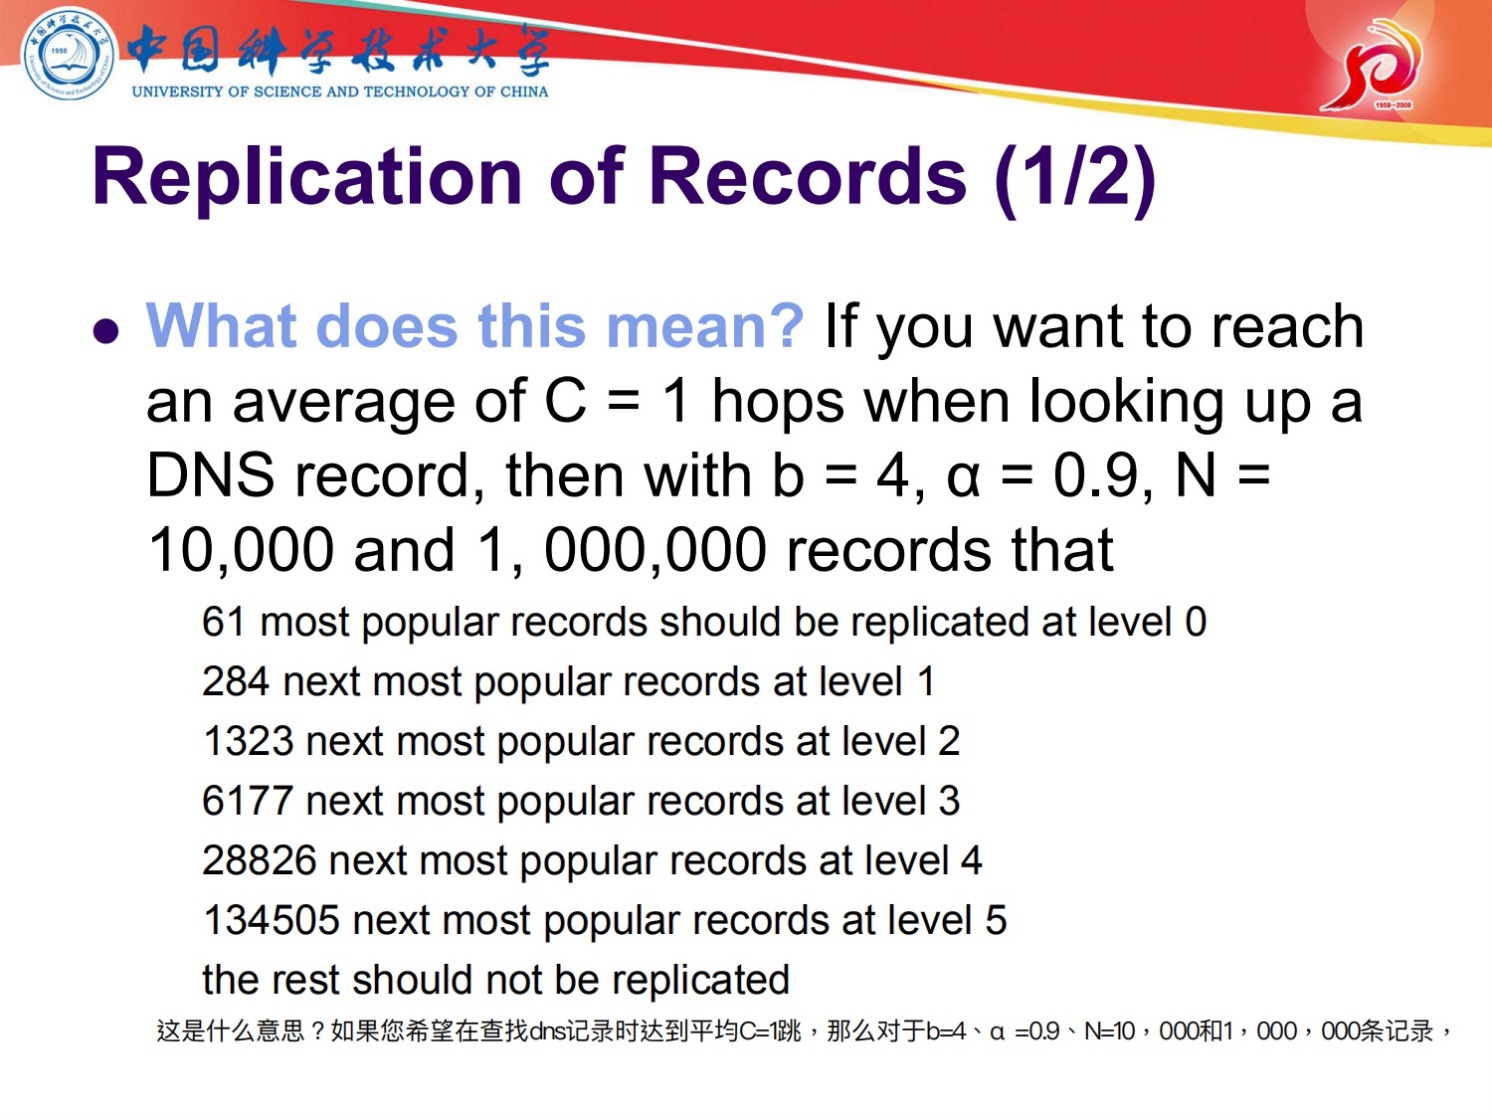 中国科学技术大学
UNIVERSITY OF SCIENCE AND TECHNOLOGY OF CHINA
1958
1958-2008
Replication of Records (1/2)
● What does this mean? If you want to reach
an average of C = 1 hops when looking up a
DNS record, then with b = 4, α = 0.9, N =
10,000 and 1, 000,000 records that
61 most popular records should be replicated at level 0
284 next most popular records at level 1
1323 next most popular records at level 2
6177 next most popular records at level 3
28826 next most popular records at level 4
134505 next most popular records at level 5
the rest should not be replicated
这是什么意思？如果您希望在查找dns记录时达到平均C=1跳，那么对于b=4、α =0.9、N=10，000和1，000，000条记录，